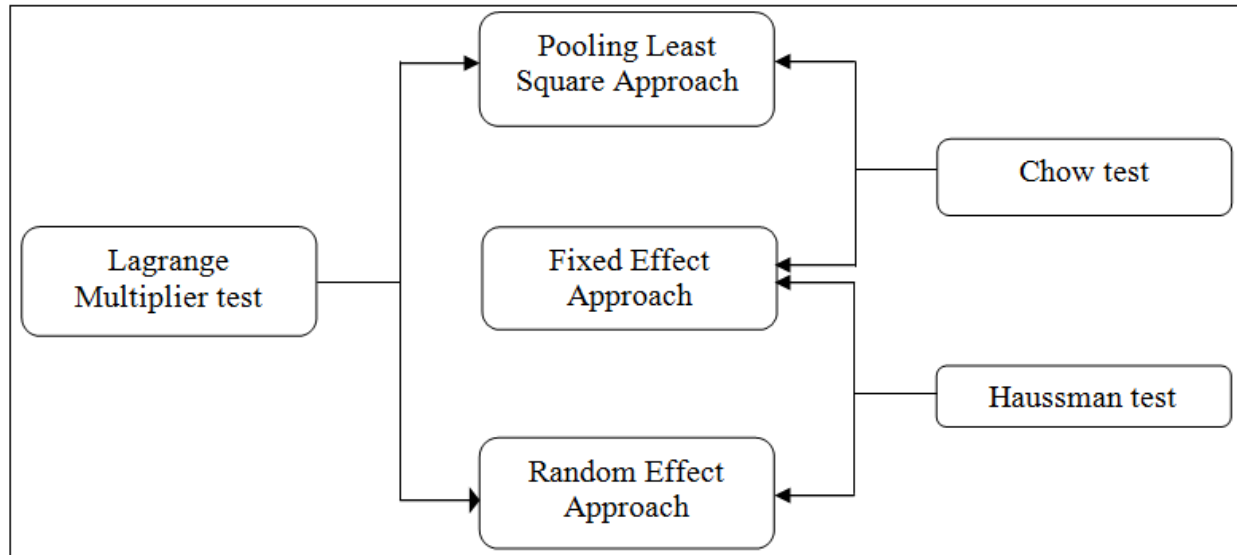 Pooling Least
Square Approach
Chow test
Lagrange
Multiplier test
Fixed Effect
Approach
Haussman test
Random Effect
Approach